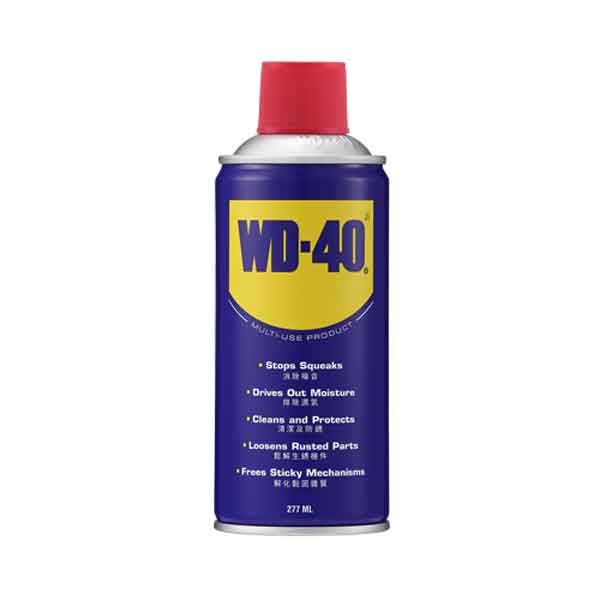 WD-40®
MULTI-USE PRODUCT
• Stops Squeaks
消除噪音
• Drives Out Moisture
排除濕氣
• Cleans and Protects
清潔及防銹
• Loosens Rusted Parts
鬆解生銹機件
• Frees Sticky Mechanisms
277 ML